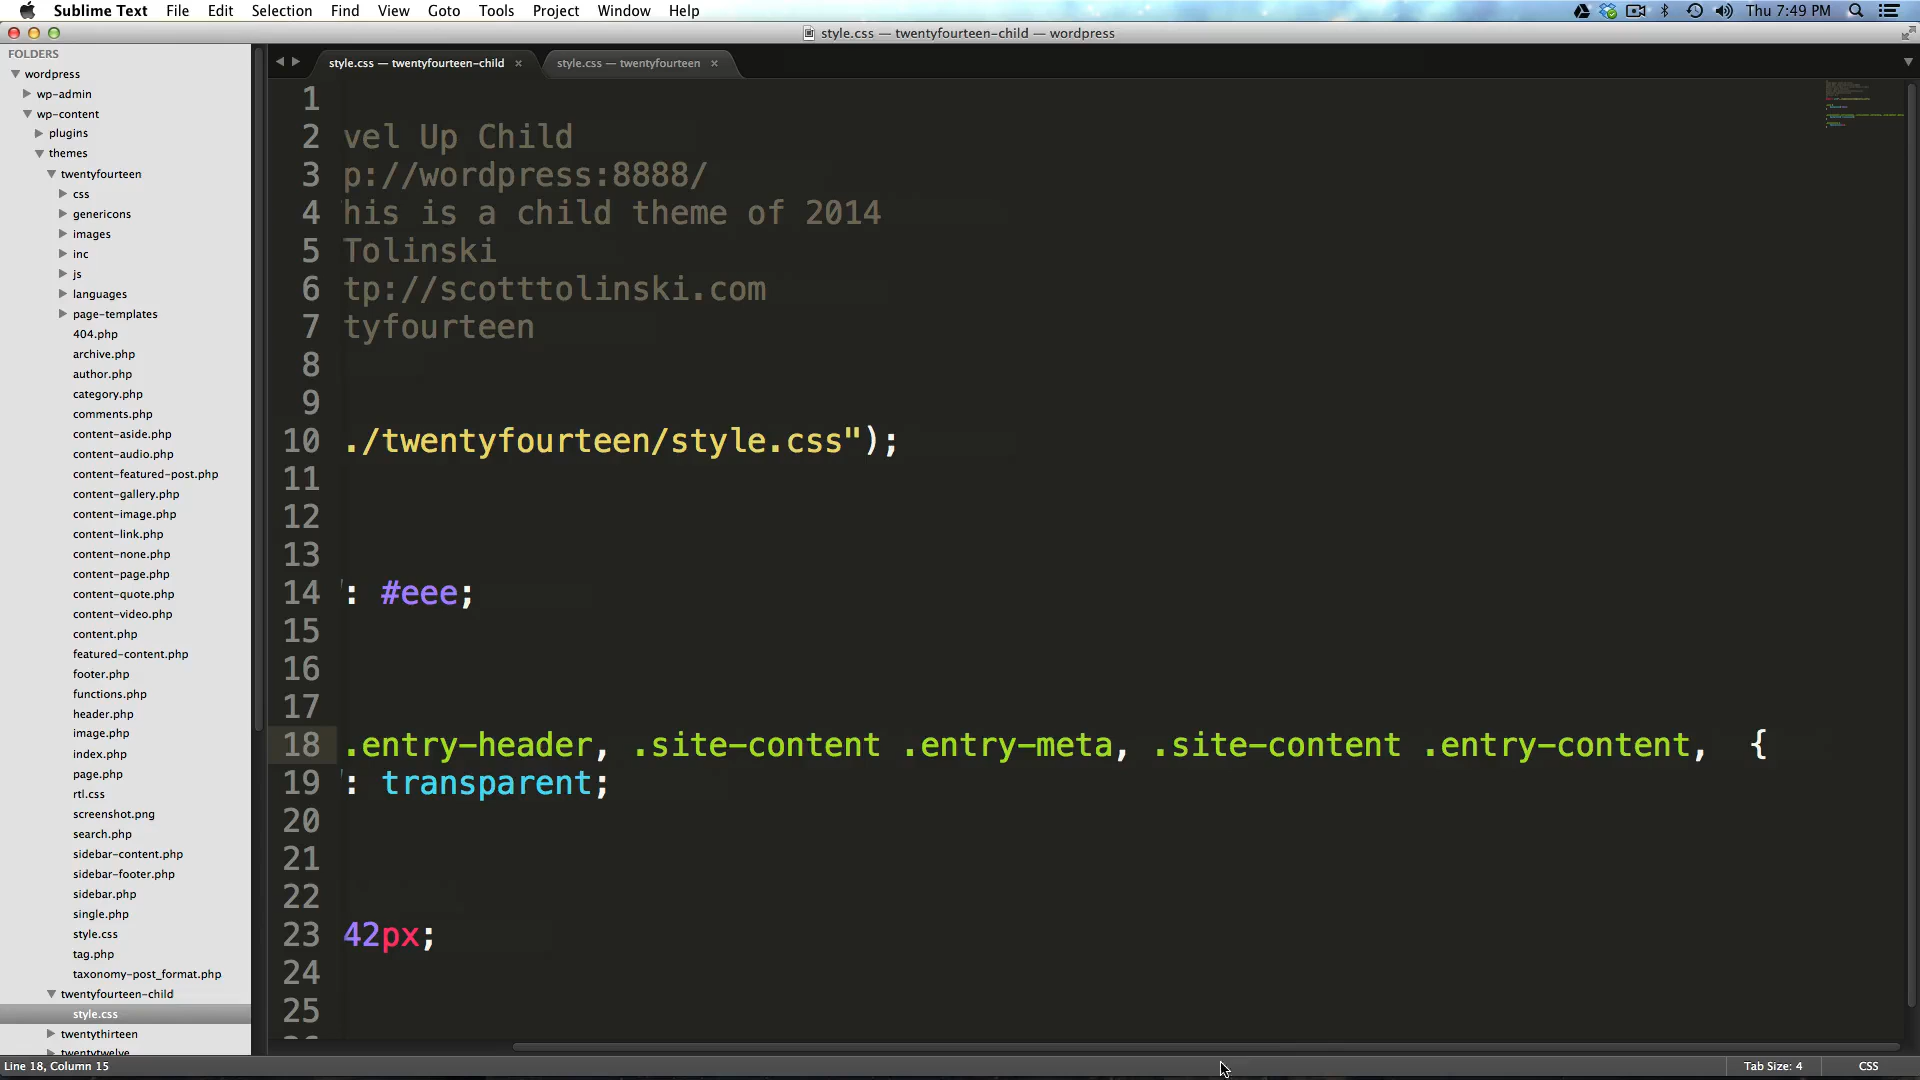 Sublime Text File Edit Selection Find View Goto Tools Project Window Help Thu 7:49 PM
style.css — twentyfourteen-child — wordpress
FOLDERS
wordpress
wp-admin
wp-content
plugins
themes
twentyfourteen
css
genericons
images
inc
js
languages
page-templates
404.php
archive.php
author.php
category.php
comments.php
content-aside.php
content-audio.php
content-featured-post.php
content-gallery.php
content-image.php
content-link.php
content-none.php
content-page.php
content-quote.php
content-video.php
content.php
featured-content.php
footer.php
functions.php
header.php
image.php
index.php
page.php
rtl.css
screenshot.png
search.php
sidebar-content.php
sidebar-footer.php
sidebar.php
single.php
style.css
tag.php
taxonomy-post_format.php
twentyfourteen-child
style.css
twentythirteen
twentytwelve
style.css — twentyfourteen-child × style.css — twentyfourteen ×
1
2 vel Up Child
3 p://wordpress:8888/
4 his is a child theme of 2014
5 Tolinski
6 tp://scotttolinski.com
7 tyfourteen
8
9
10 ./twentyfourteen/style.css");
11
12
13
14 : #eee;
15
16
17
18 .entry-header, .site-content .entry-meta, .site-content .entry-content,  {
19 : transparent;
20
21
22
23 42px;
24
25
Line 18, Column 15 Tab Size: 4 CSS